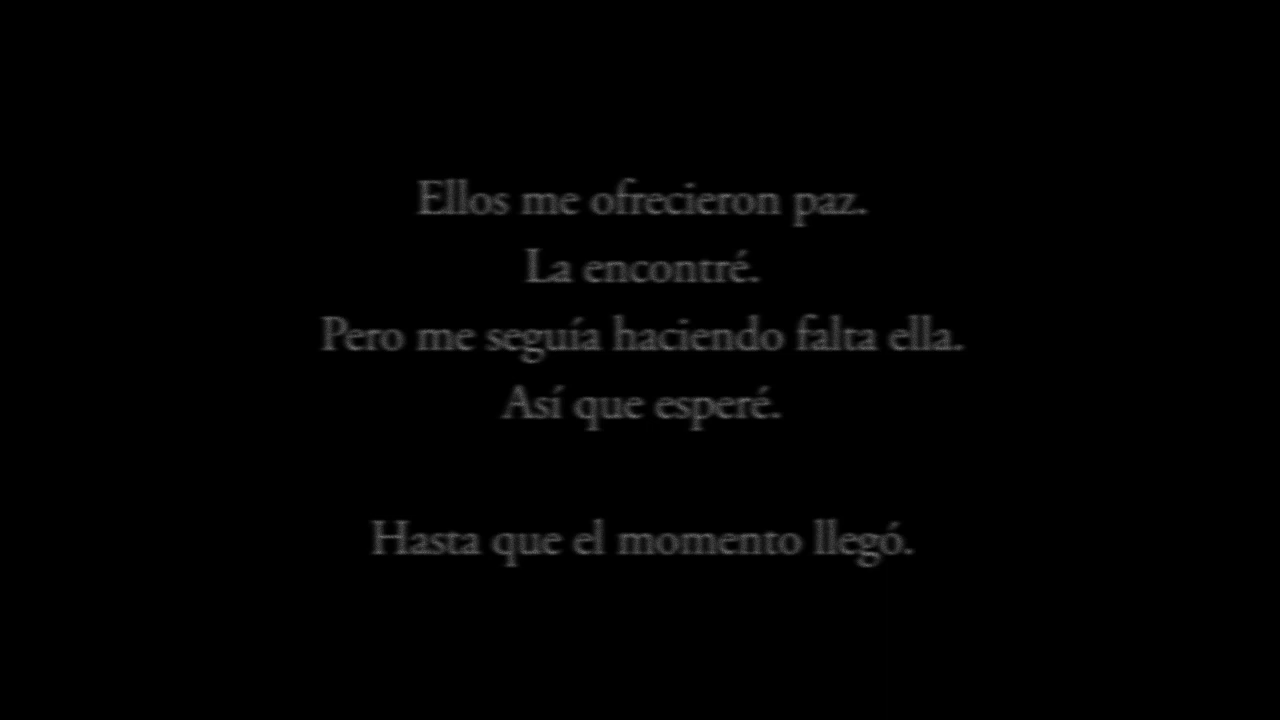 Ellos me ofrecieron paz.
La encontré.
Pero me seguía haciendo falta ella.
Así que esperé.
Hasta que el momento llegó.